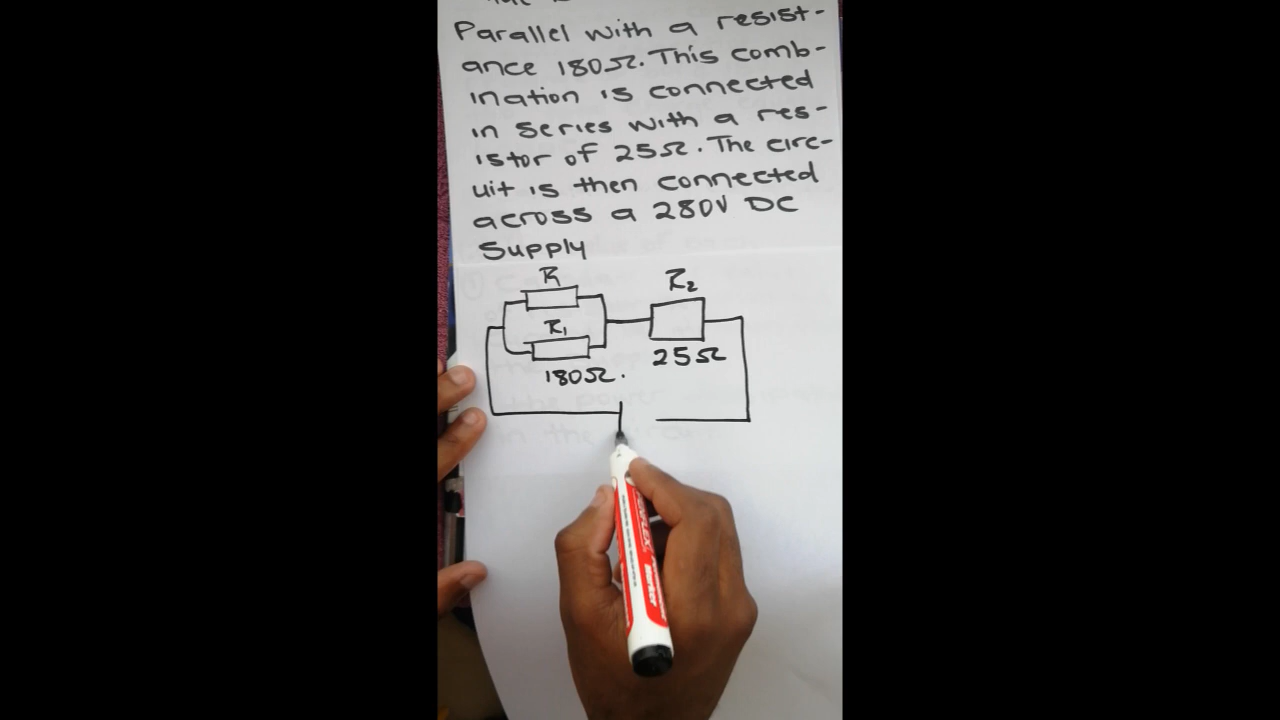 Parallel with a resist-
ance 180Ω. This comb-
ination is connected
in series with a res-
istor of 25Ω. The circ-
uit is then connected
across a 280V DC
Supply
R
R₂
R₁
25Ω
180Ω.
Marker